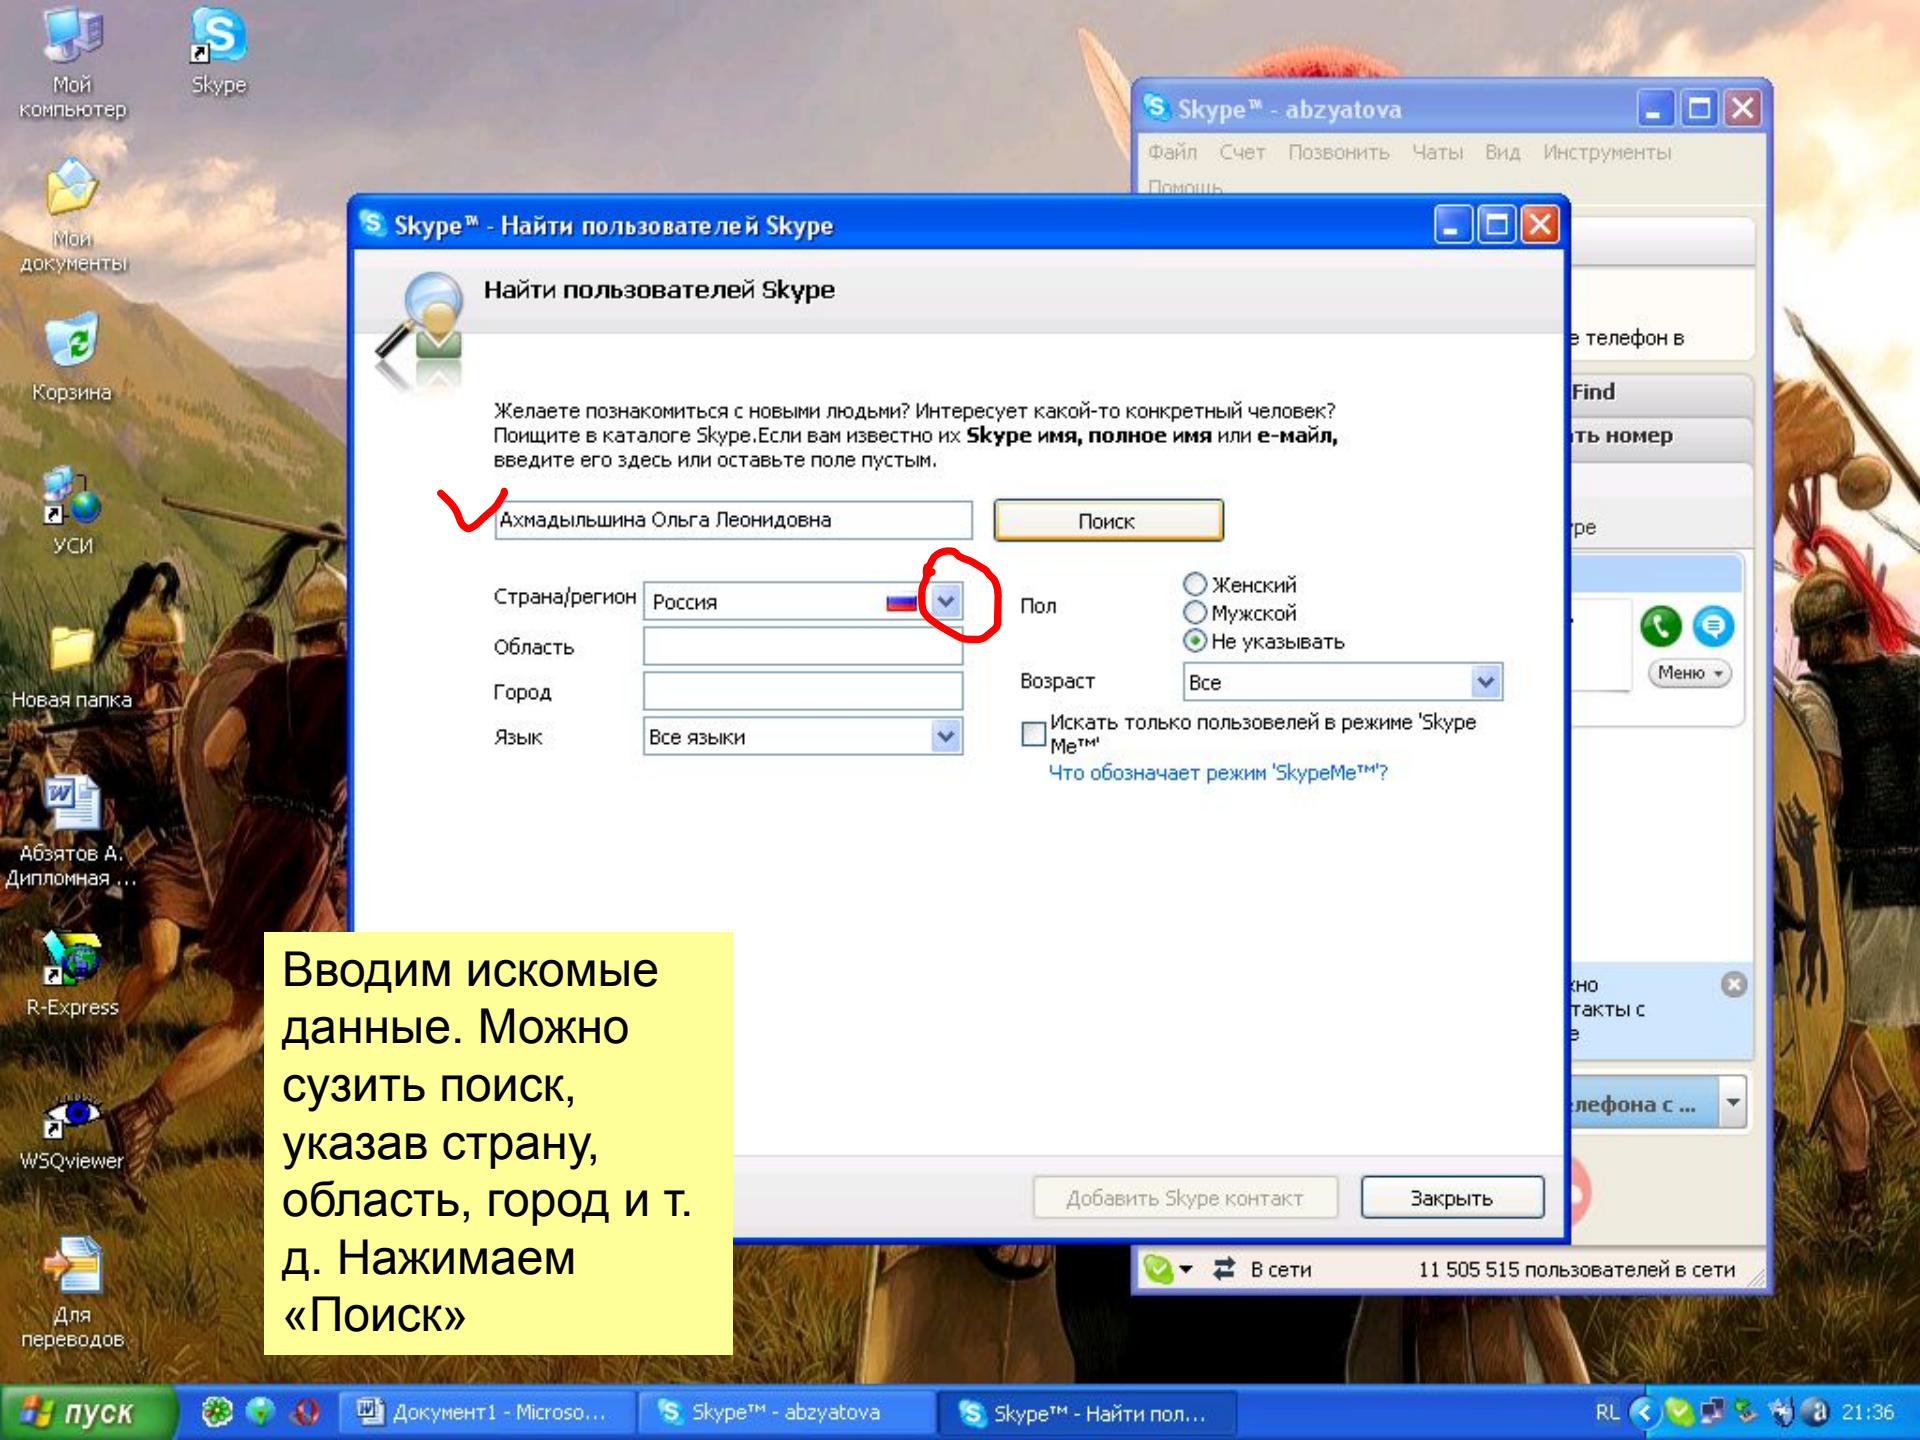 Мой
компьютер
Skype
Мои
документы
Корзина
УСИ
Новая папка
Абзятов А.
Дипломная ...
R-Express
WSQviewer
Для
переводов
Skype™ - abzyatova
Файл Счет Позвонить Чаты Вид Инструменты
Помощь
Skype™ - Найти пользователей Skype
Найти пользователей Skype
Желаете познакомиться с новыми людьми? Интересует какой-то конкретный человек?
Поищите в каталоге Skype.Если вам известно их Skype имя, полное имя или е-майл,
введите его здесь или оставьте поле пустым.
Ахмадыльшина Ольга Леонидовна
Поиск
Страна/регион Россия
Область
Город
Язык Все языки
Пол
Женский
Мужской
Не указывать
Возраст Все
Искать только пользовелей в режиме 'Skype
Me™'
Что обозначает режим 'SkypeMe™'?
Добавить Skype контакт
Закрыть
е телефон в
Find
ть номер
pe
Меню
жно
такты с
е
лефона с ...
В сети
11 505 515 пользователей в сети
Вводим искомые
данные. Можно
сузить поиск,
указав страну,
область, город и т.
д. Нажимаем
«Поиск»
пуск
Документ1 - Microso...
Skype™ - abzyatova
Skype™ - Найти пол...
RL
21:36